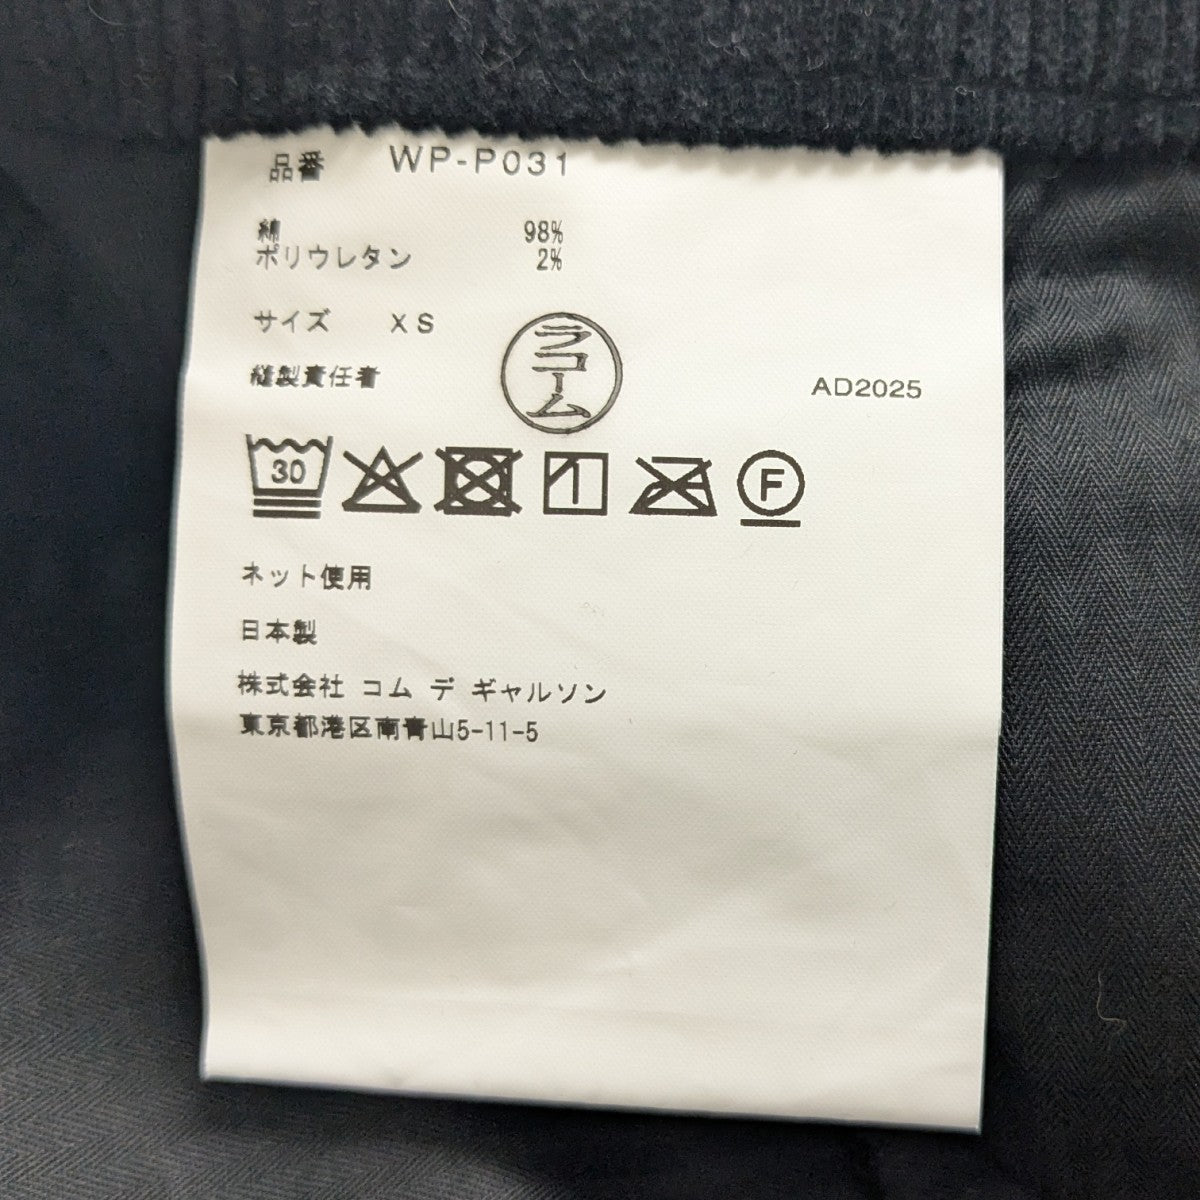 品番 WP-P031
綿 98%
ポリウレタン 2%
サイズ XS
ラコーム
縫製責任者
AD2025
30
F
ネット使用
日本製
株式会社 コム デ ギャルソン
東京都港区南青山5-11-5